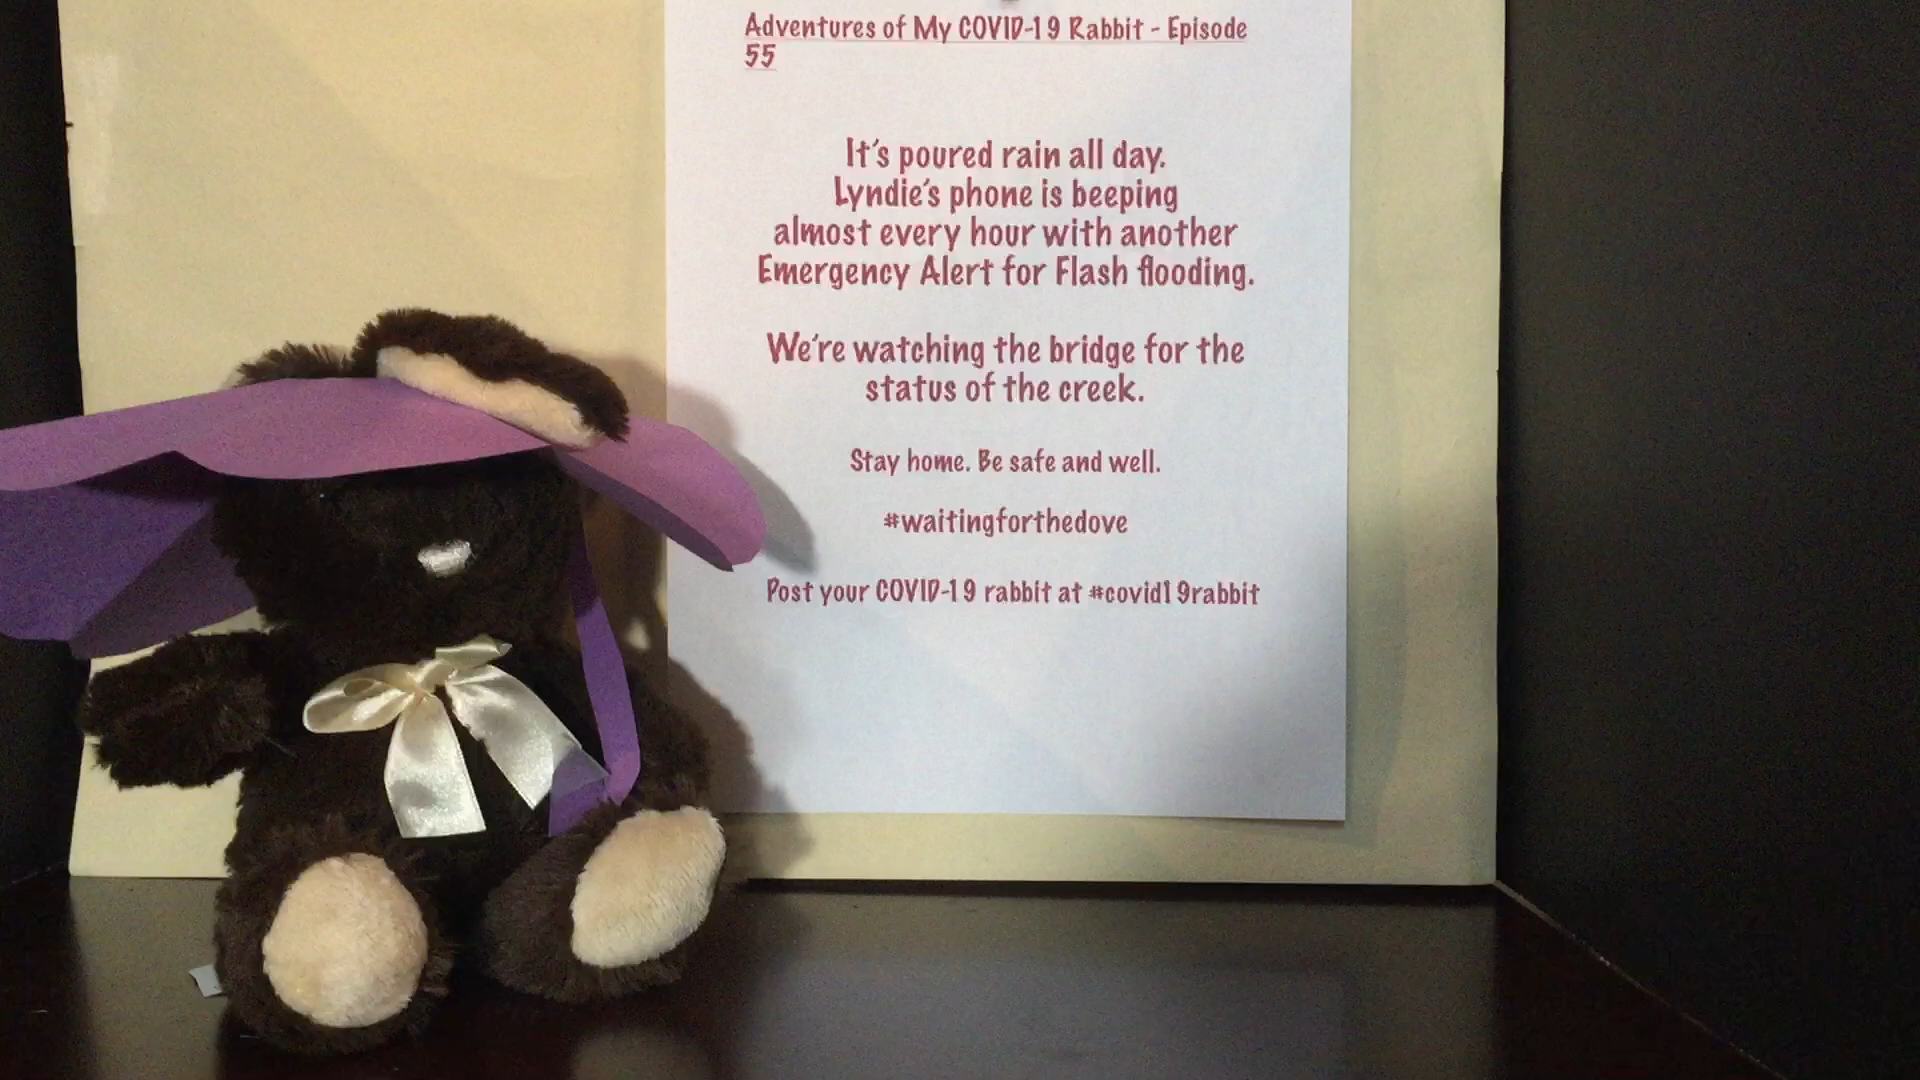 Adventures of My COVID-19 Rabbit - Episode
55
It's poured rain all day.
Lyndie's phone is beeping
almost every hour with another
Emergency Alert for Flash flooding.
We're watching the bridge for the
status of the creek.
Stay home. Be safe and well.
#waitingforthedove
Post your COVID-19 rabbit at #covid19rabbit